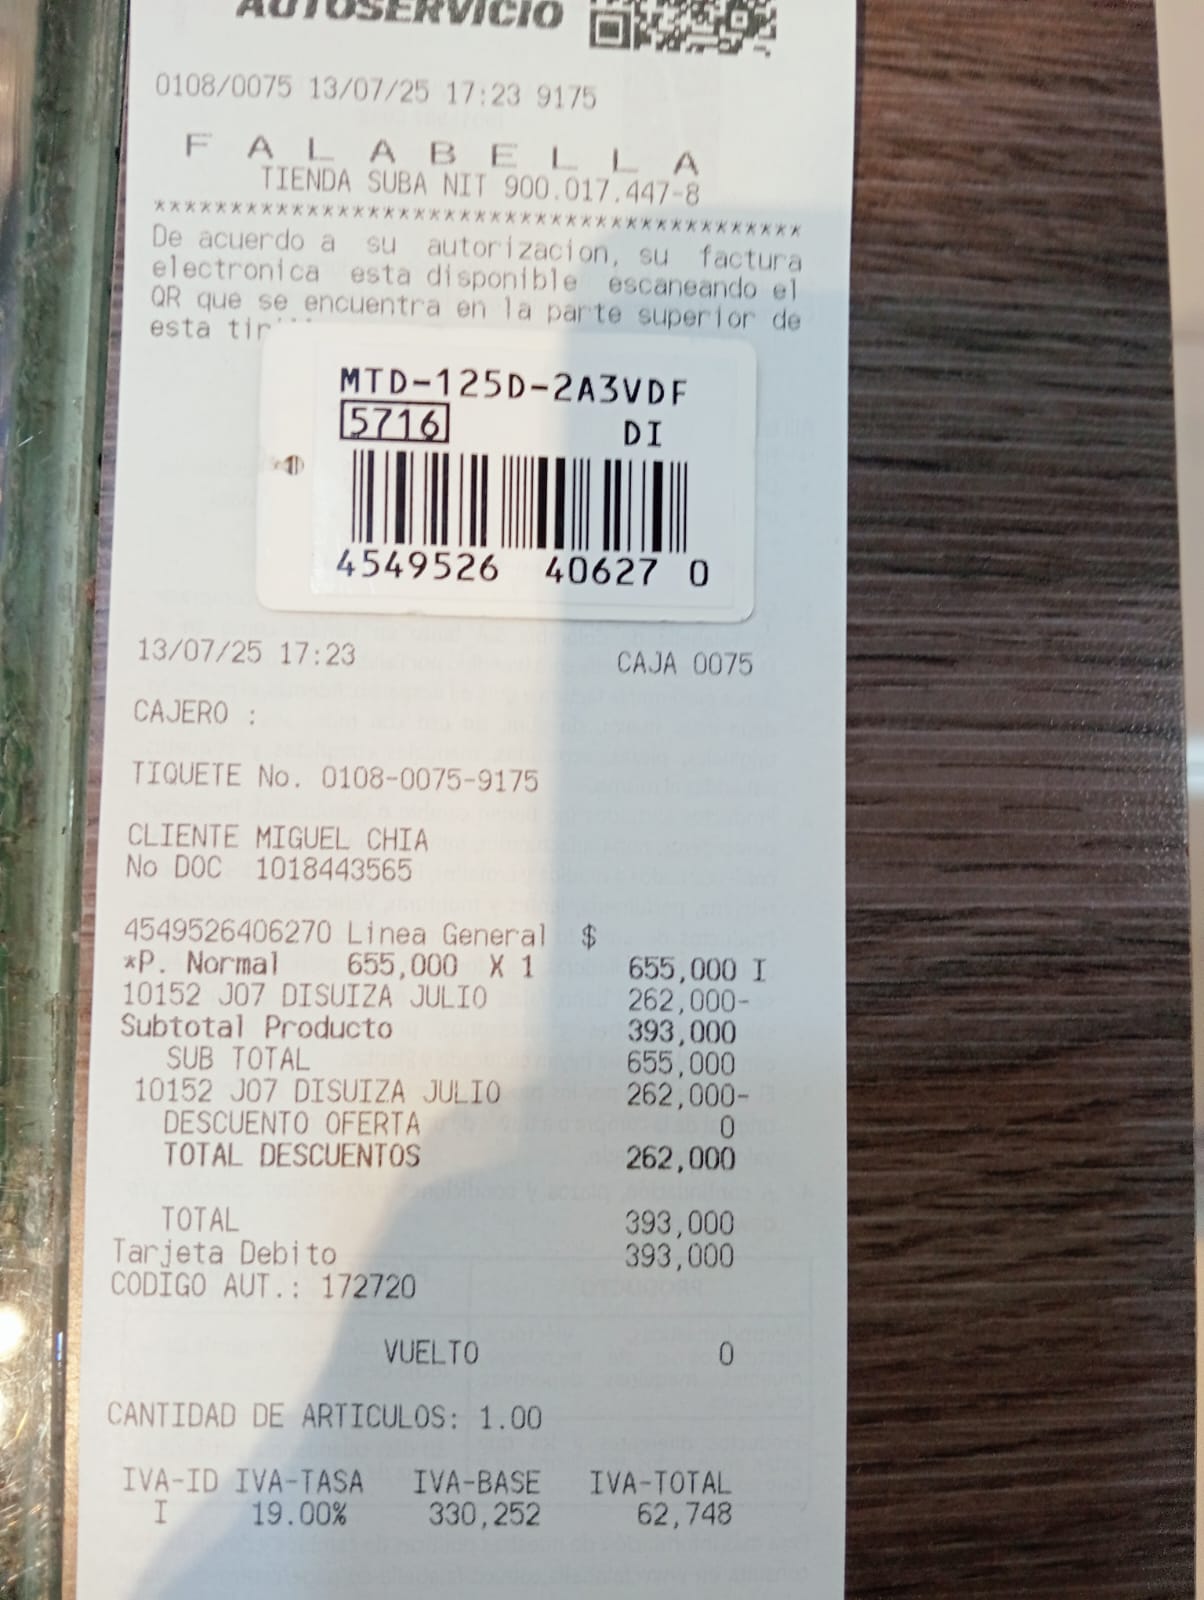 AUTOSERVICIO
0108/0075 13/07/25 17:23 9175
F A L A B E L L A
TIENDA SUBA NIT 900.017.447-8
******************************************
De acuerdo a su autorizacion, su factura
electronica esta disponible escaneando el
QR que se encuentra en la parte superior de
esta
MTD-125D-2A3VDF
5716 DI
4549526 40627 0
13/07/25 17:23 CAJA 0075
CAJERO :
TIQUETE No. 0108-0075-9175
CLIENTE MIGUEL CHIA
No DOC 1018443565
4549526406270 Linea General $
*P. Normal 655,000 X 1 655,000 I
10152 J07 DISUIZA JULIO 262,000-
Subtotal Producto 393,000
SUB TOTAL 655,000
10152 J07 DISUIZA JULIO 262,000-
DESCUENTO OFERTA 0
TOTAL DESCUENTOS 262,000
TOTAL 393,000
Tarjeta Debito 393,000
CODIGO AUT.: 172720
VUELTO 0
CANTIDAD DE ARTICULOS: 1.00
IVA-ID IVA-TASA IVA-BASE IVA-TOTAL
I 19.00% 330,252 62,748